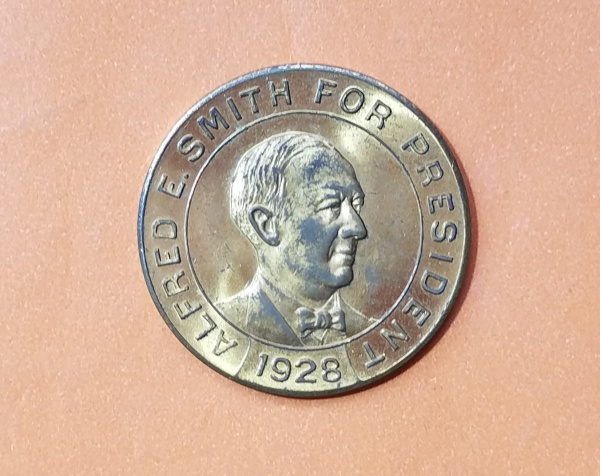 ALFRED E. SMITH FOR PRESIDENT
1928